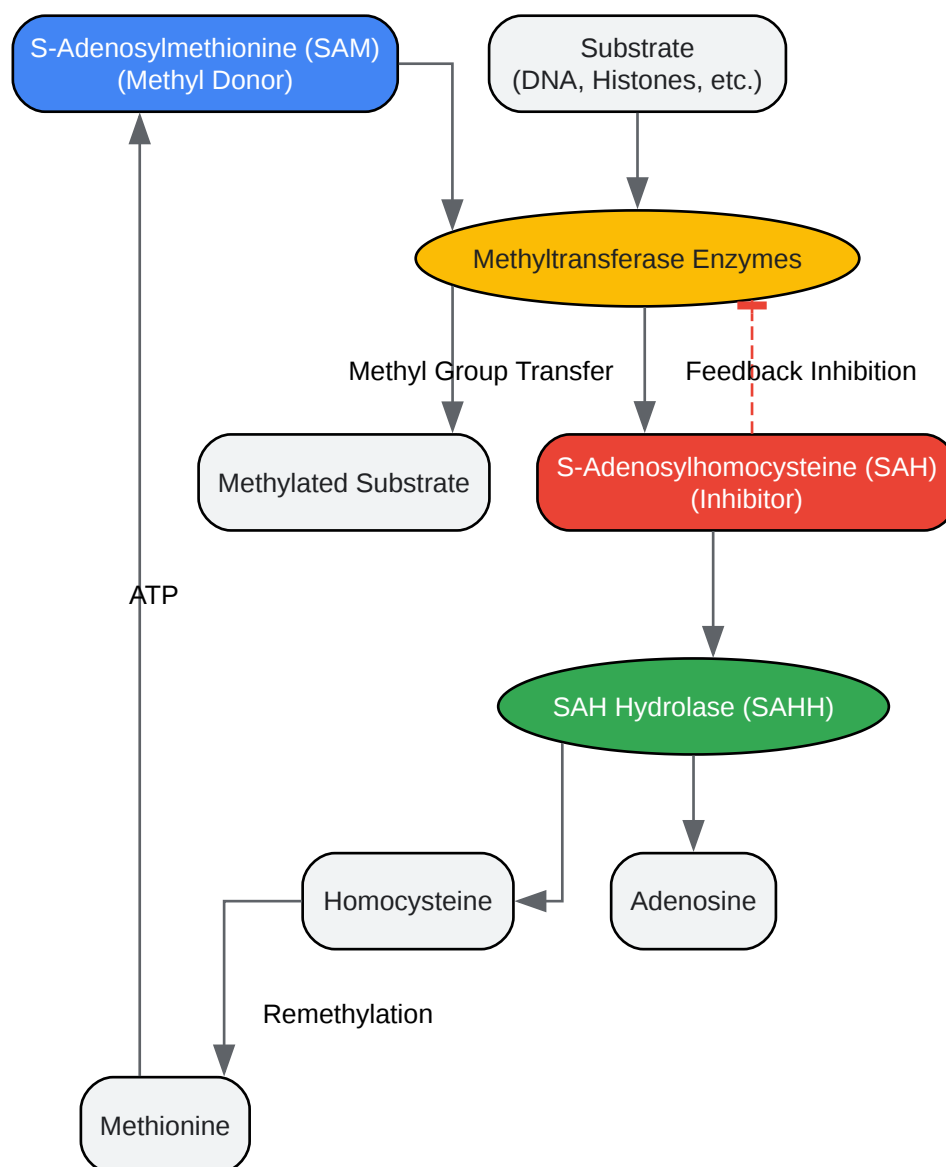 S-Adenosylmethionine (SAM)
(Methyl Donor)
Substrate
(DNA, Histones, etc.)
Methyltransferase Enzymes
Methyl Group Transfer
Feedback Inhibition
Methylated Substrate
S-Adenosylhomocysteine (SAH)
(Inhibitor)
ATP
SAH Hydrolase (SAHH)
Homocysteine
Adenosine
Remethylation
Methionine